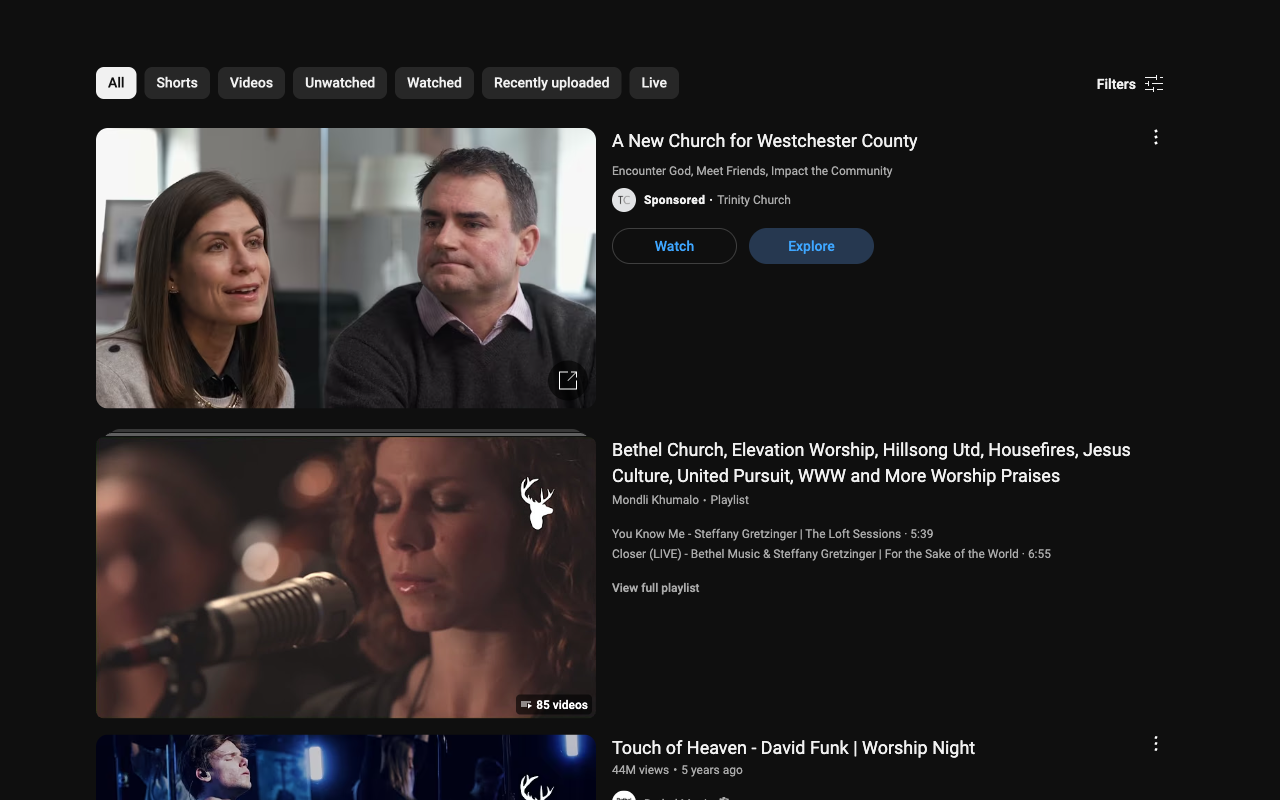 All
Shorts
Videos
Unwatched
Watched
Recently uploaded
Live
Filters
A New Church for Westchester County
Encounter God, Meet Friends, Impact the Community
TC
Sponsored · Trinity Church
Watch
Explore
Bethel Church, Elevation Worship, Hillsong Utd, Housefires, Jesus
Culture, United Pursuit, WWW and More Worship Praises
Mondli Khumalo • Playlist
You Know Me - Steffany Gretzinger | The Loft Sessions · 5:39
Closer (LIVE) - Bethel Music & Steffany Gretzinger | For the Sake of the World · 6:55
View full playlist
85 videos
Touch of Heaven - David Funk | Worship Night
44M views • 5 years ago